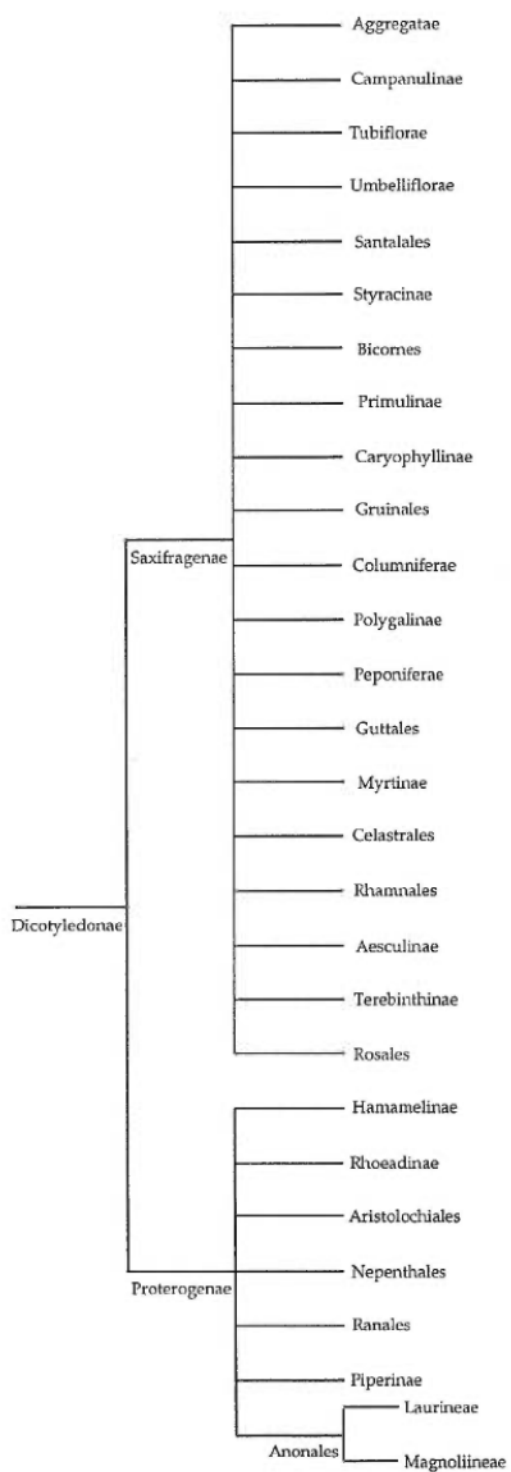 Aggregatae
Campanulinae
Tubiflorae
Umbelliflorae
Santalales
Styracinae
Bicornes
Primulinae
Caryophyllinae
Gruinales
Saxifragenae
Columniferae
Polygalinae
Peponiferae
Guttales
Myrtinae
Celastrales
Rhamnales
Dicotyledonae
Aesculinae
Terebinthinae
Rosales
Hamamelinae
Rhoeadinae
Aristolochiales
Nepenthales
Proterogenae
Ranales
Piperinae
Laurineae
Anonales
Magnoliineae